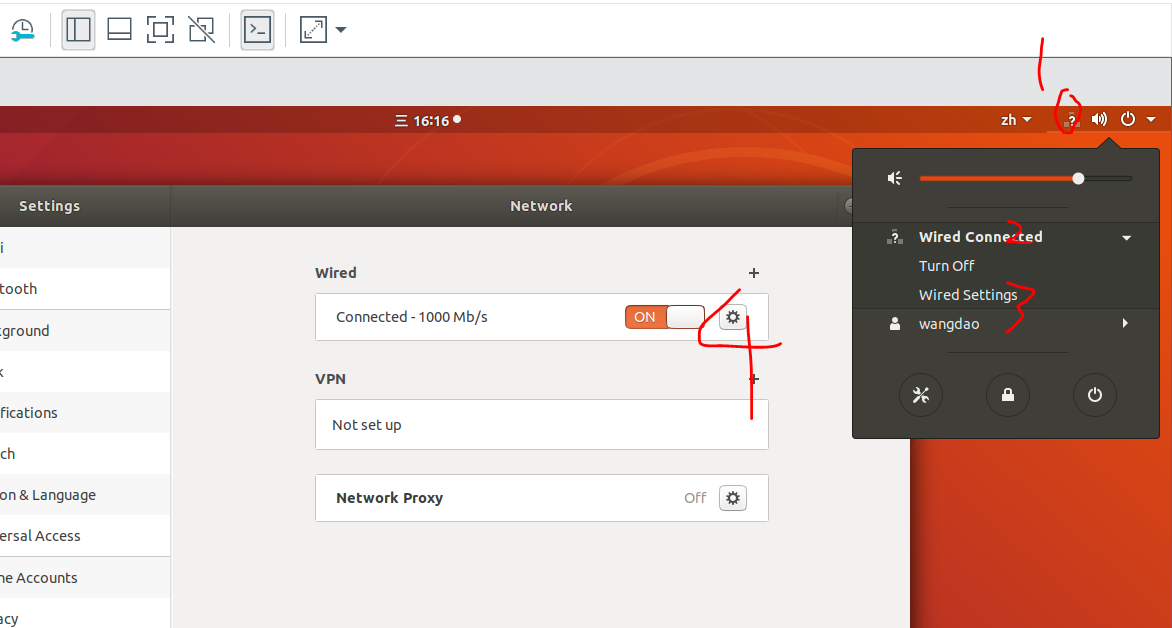 1
三 16:16
zh
?
Settings
Network
Wired Connected
2
Turn Off
Wired Settings
3
wangdao
i
tooth
kground
k
fications
ch
on & Language
ersal Access
ne Accounts
acy
Wired
+
Connected - 1000 Mb/s
ON
4
VPN
+
Not set up
Network Proxy
Off